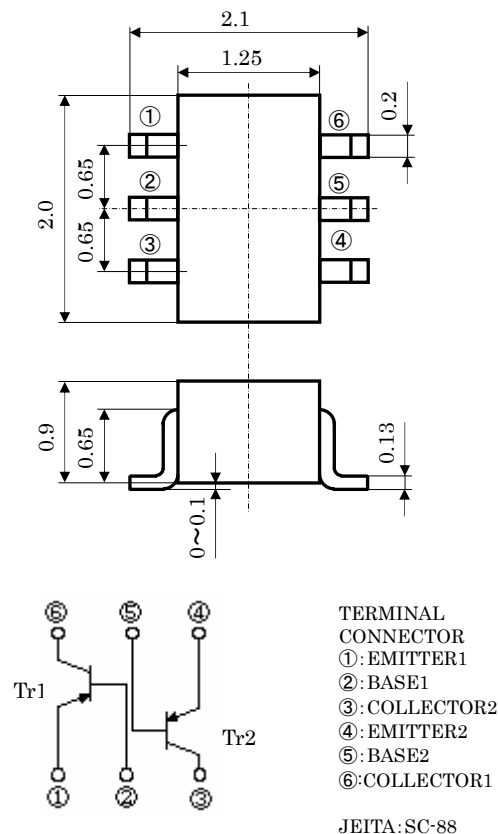 2.1
1.25
① ⑥
0.2
0.65
② ⑤
2.0
0.65
③ ④
0.9
0.65
0.13
0~0.1
⑥ ⑤ ④
Tr1
Tr2
① ② ③
TERMINAL
CONNECTOR
①:EMITTER1
②:BASE1
③:COLLECTOR2
④:EMITTER2
⑤:BASE2
⑥:COLLECTOR1
JEITA:SC-88